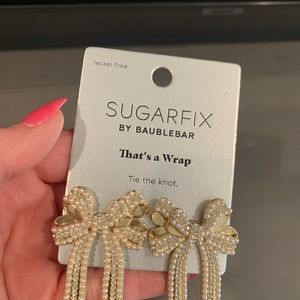 Nickel Free
SUGARFIX
BY BAUBLEBAR
That's a Wrap
Tie the knot.